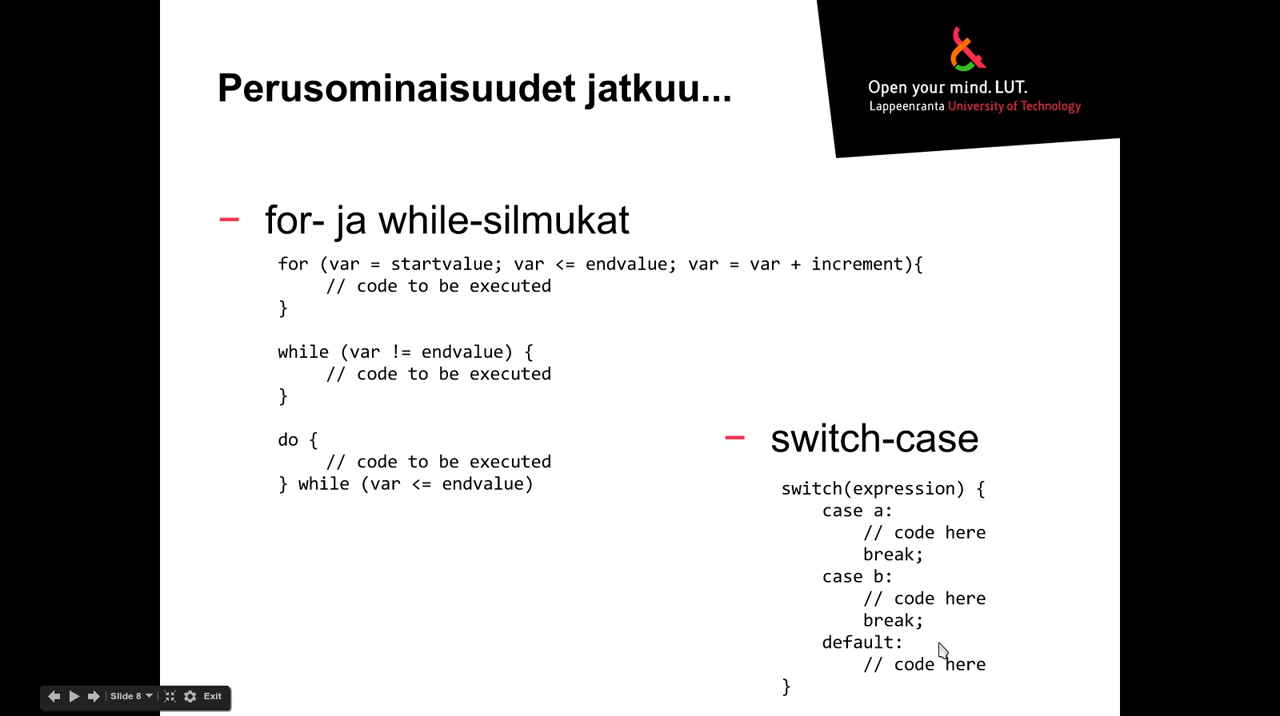 Perusominaisuudet jatkuu...
Open your mind. LUT.
Lappeenranta University of Technology
– for- ja while-silmukat
for (var = startvalue; var <= endvalue; var = var + increment){
// code to be executed
}
while (var != endvalue) {
// code to be executed
}
do {
// code to be executed
} while (var <= endvalue)
– switch-case
switch(expression) {
case a:
// code here
break;
case b:
// code here
break;
default:
// code here
}
Slide 8
Exit